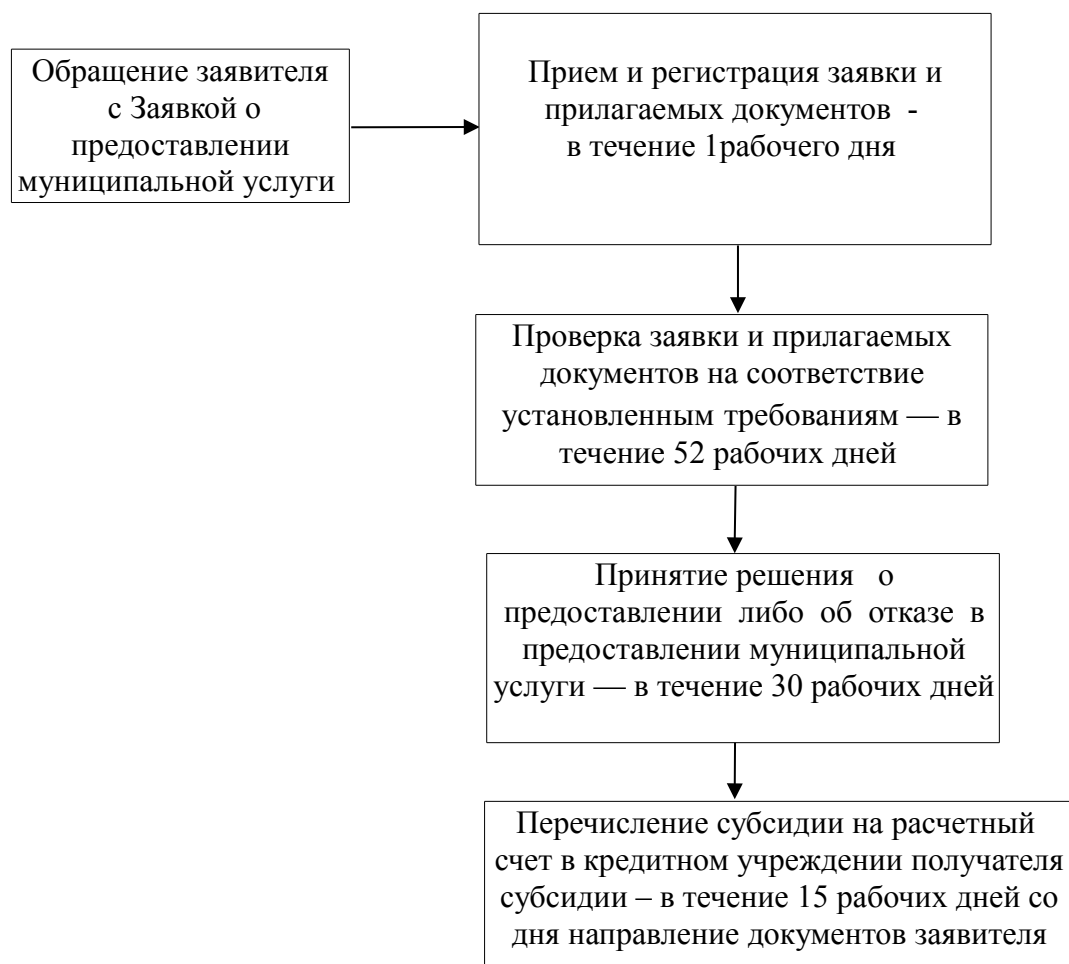 Обращение заявителя
с Заявкой о
предоставлении
муниципальной услуги
Прием и регистрация заявки и
прилагаемых документов -
в течение 1рабочего дня
Проверка заявки и прилагаемых
документов на соответствие
установленным требованиям — в
течение 52 рабочих дней
Принятие решения о
предоставлении либо об отказе в
предоставлении муниципальной
услуги — в течение 30 рабочих дней
Перечисление субсидии на расчетный
счет в кредитном учреждении получателя
субсидии – в течение 15 рабочих дней со
дня направление документов заявителя